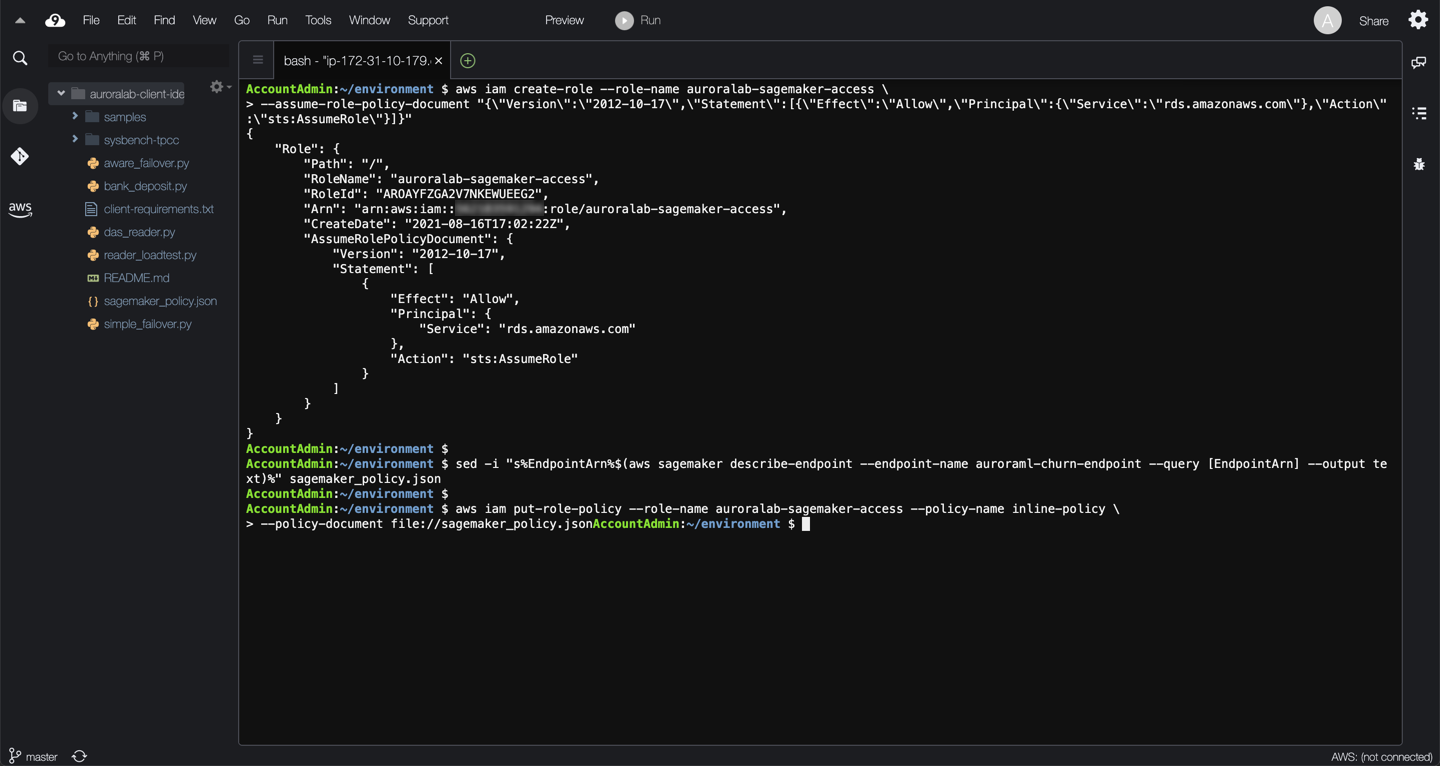 9 File Edit Find View Go Run Tools Window Support Preview Run A Share
Go to Anything (⌘ P)
bash - "ip-172-31-10-179. ×
auroralab-client-ide
samples
sysbench-tpcc
aware_failover.py
bank_deposit.py
client-requirements.txt
das_reader.py
reader_loadtest.py
README.md
sagemaker_policy.json
simple_failover.py
aws
AccountAdmin:~/environment $ aws iam create-role --role-name auroralab-sagemaker-access \
> --assume-role-policy-document "{\"Version\":\"2012-10-17\",\"Statement\":[{\"Effect\":\"Allow\",\"Principal\":{\"Service\":\"rds.amazonaws.com\"},\"Action\"
:\"sts:AssumeRole\"}]}"
{
    "Role": {
        "Path": "/",
        "RoleName": "auroralab-sagemaker-access",
        "RoleId": "AROAYFZGA2V7NKEWUEEG2",
        "Arn": "arn:aws:iam:::role/auroralab-sagemaker-access",
        "CreateDate": "2021-08-16T17:02:22Z",
        "AssumeRolePolicyDocument": {
            "Version": "2012-10-17",
            "Statement": [
                {
                    "Effect": "Allow",
                    "Principal": {
                        "Service": "rds.amazonaws.com"
                    },
                    "Action": "sts:AssumeRole"
                }
            ]
        }
    }
}
AccountAdmin:~/environment $
AccountAdmin:~/environment $ sed -i "s%EndpointArn%$(aws sagemaker describe-endpoint --endpoint-name auroraml-churn-endpoint --query [EndpointArn] --output te
xt)%" sagemaker_policy.json
AccountAdmin:~/environment $
AccountAdmin:~/environment $ aws iam put-role-policy --role-name auroralab-sagemaker-access --policy-name inline-policy \
> --policy-document file://sagemaker_policy.jsonAccountAdmin:~/environment $
master
AWS: (not connected)